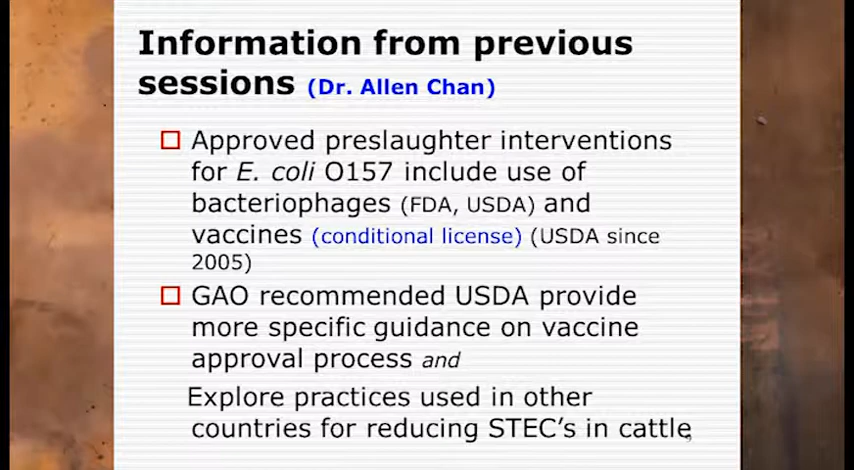 Information from previous
sessions (Dr. Allen Chan)
Approved preslaughter interventions
for E. coli O157 include use of
bacteriophages (FDA, USDA) and
vaccines (conditional license) (USDA since
2005)
GAO recommended USDA provide
more specific guidance on vaccine
approval process and
Explore practices used in other
countries for reducing STEC's in cattle